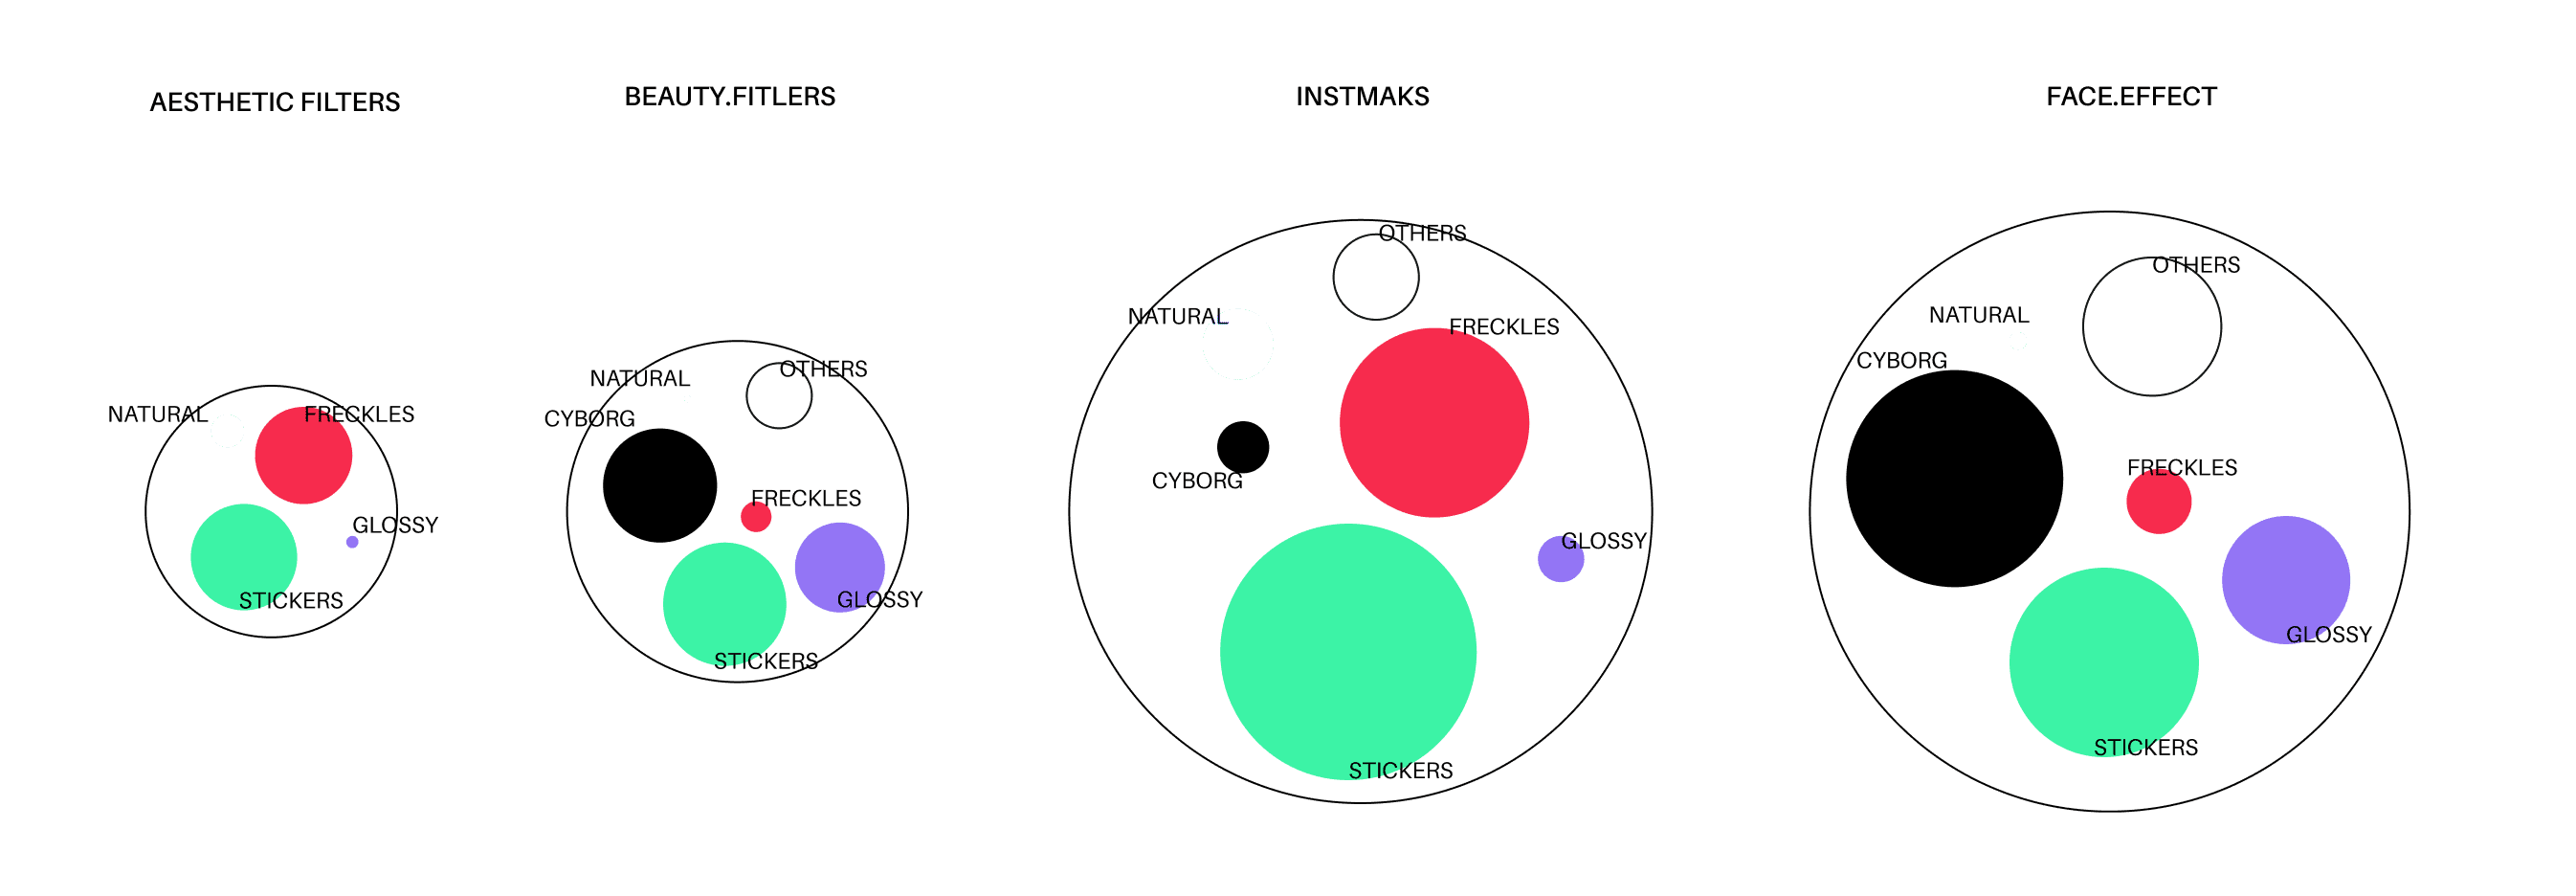 AESTHETIC FILTERS
NATURAL
FRECKLES
GLOSSY
STICKERS
BEAUTY.FITLERS
OTHERS
NATURAL
CYBORG
FRECKLES
GLOSSY
STICKERS
INSTMAKS
OTHERS
NATURAL
FRECKLES
CYBORG
GLOSSY
STICKERS
FACE.EFFECT
OTHERS
NATURAL
CYBORG
FRECKLES
GLOSSY
STICKERS